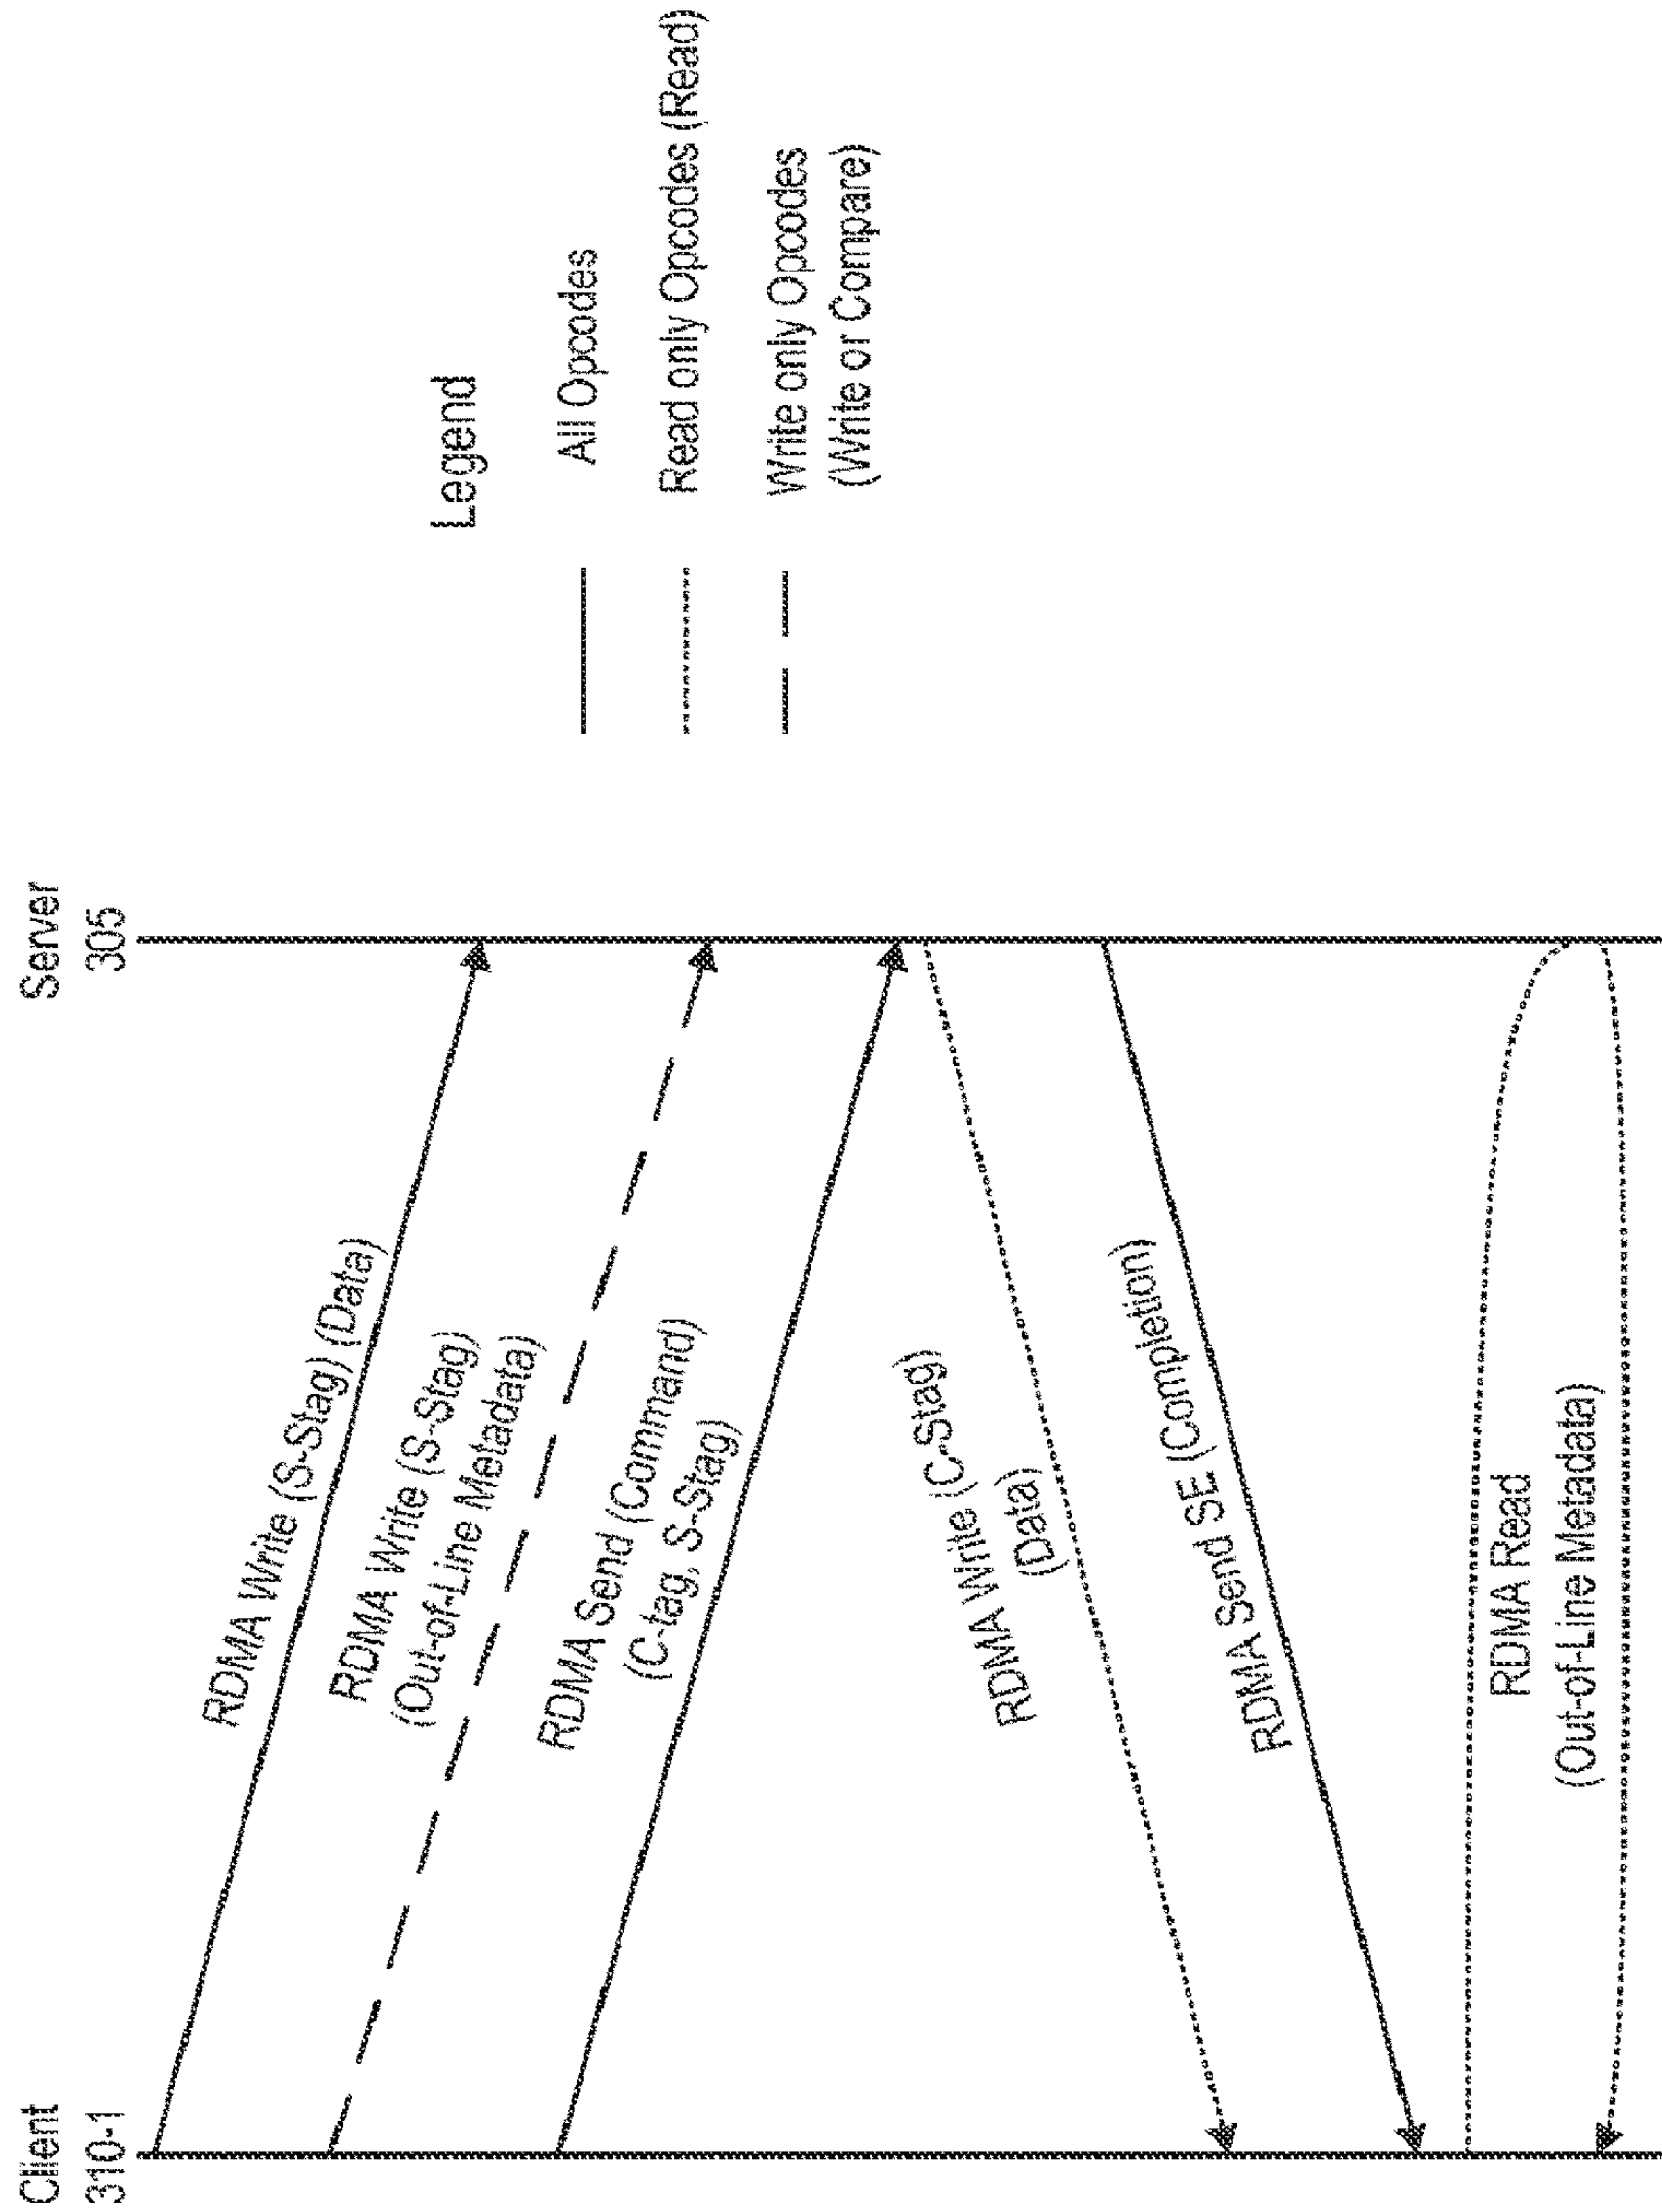 Client
310-1
Server
305
RDMA Write (S-Stag) (Data)
RDMA Write (S-Stag)
(Out-of-Line Metadata)
RDMA Send (Command)
(C-tag, S-Stag)
RDMA Write (C-Stag)
(Data)
RDMA Send SE (Completion)
RDMA Read
(Out-of-Line Metadata)
Legend
All Opcodes
Read only Opcodes (Read)
Write only Opcodes
(Write or Compare)